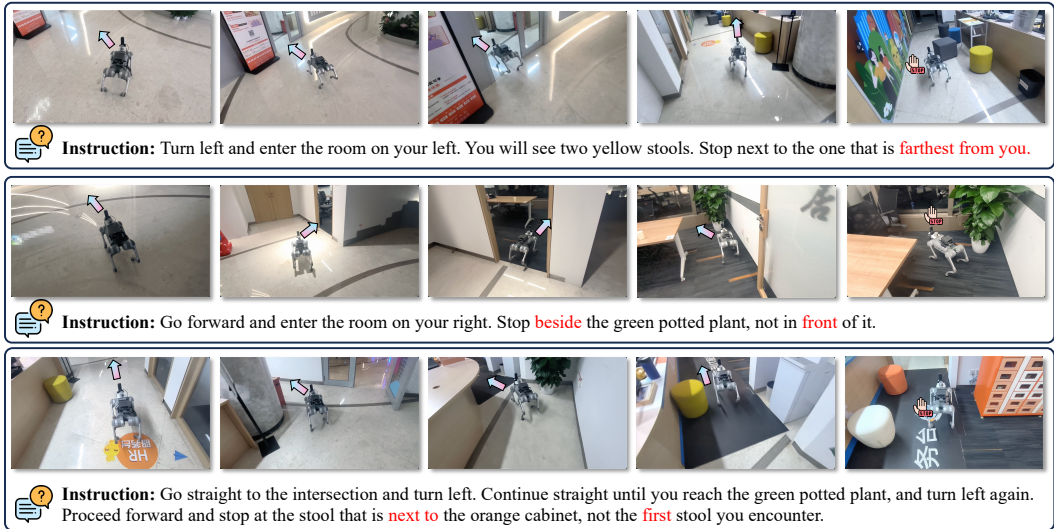 Instruction: Turn left and enter the room on your left. You will see two yellow stools. Stop next to the one that is farthest from you.
Instruction: Go forward and enter the room on your right. Stop beside the green potted plant, not in front of it.
HR
务台
Instruction: Go straight to the intersection and turn left. Continue straight until you reach the green potted plant, and turn left again.
Proceed forward and stop at the stool that is next to the orange cabinet, not the first stool you encounter.